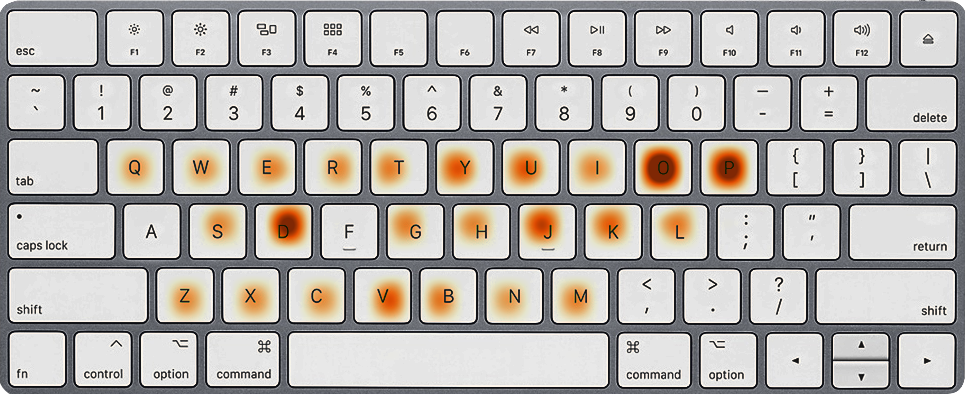 esc F1 F2 F3 F4 F5 F6 F7 F8 F9 F10 F11 F12
~ ! @ # $ % ^ & * ( ) — +
` 1 2 3 4 5 6 7 8 9 0 - = delete
tab Q W E R T Y U I O P { [ } ] | \
caps lock A S D F G H J K L : ; " ' return
shift Z X C V B N M < , > . ? / shift
fn control option command command option